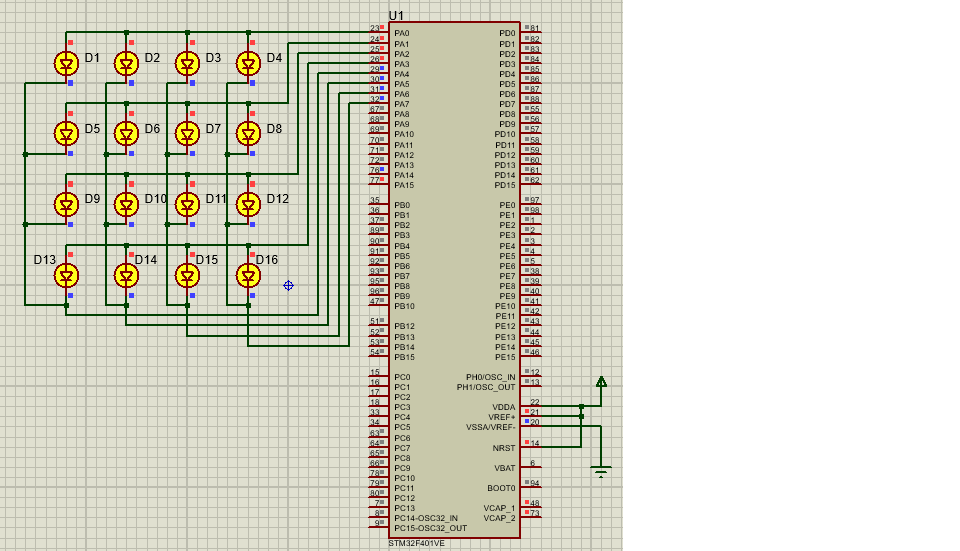 U1
D1 D2 D3 D4
D5 D6 D7 D8
D9 D10 D11 D12
D13 D14 D15 D16
23 PA0 PD0 81
24 PA1 PD1 82
25 PA2 PD2 83
26 PA3 PD3 84
29 PA4 PD4 85
30 PA5 PD5 86
31 PA6 PD6 87
32 PA7 PD7 88
67 PA8 PD8 55
68 PA9 PD9 56
69 PA10 PD10 57
70 PA11 PD11 58
71 PA12 PD12 59
72 PA13 PD13 60
76 PA14 PD14 61
77 PA15 PD15 62
35 PB0 PE0 97
36 PB1 PE1 98
37 PB2 PE2 1
89 PB3 PE3 2
90 PB4 PE4 3
91 PB5 PE5 4
92 PB6 PE6 5
93 PB7 PE7 38
95 PB8 PE8 39
96 PB9 PE9 40
47 PB10 PE10 41
PE11 42
51 PB12 PE12 43
52 PB13 PE13 44
53 PB14 PE14 45
54 PB15 PE15 46
15 PC0 PH0/OSC_IN 12
16 PC1 PH1/OSC_OUT 13
17 PC2
18 PC3 VDDA 22
33 PC4 VREF+ 21
34 PC5 VSSA/VREF- 20
63 PC6
64 PC7 NRST 14
65 PC8
66 PC9 VBAT 6
78 PC10
79 PC11 BOOT0 94
80 PC12
7 PC13 VCAP_1 48
8 PC14-OSC32_IN VCAP_2 73
9 PC15-OSC32_OUT
STM32F401VE